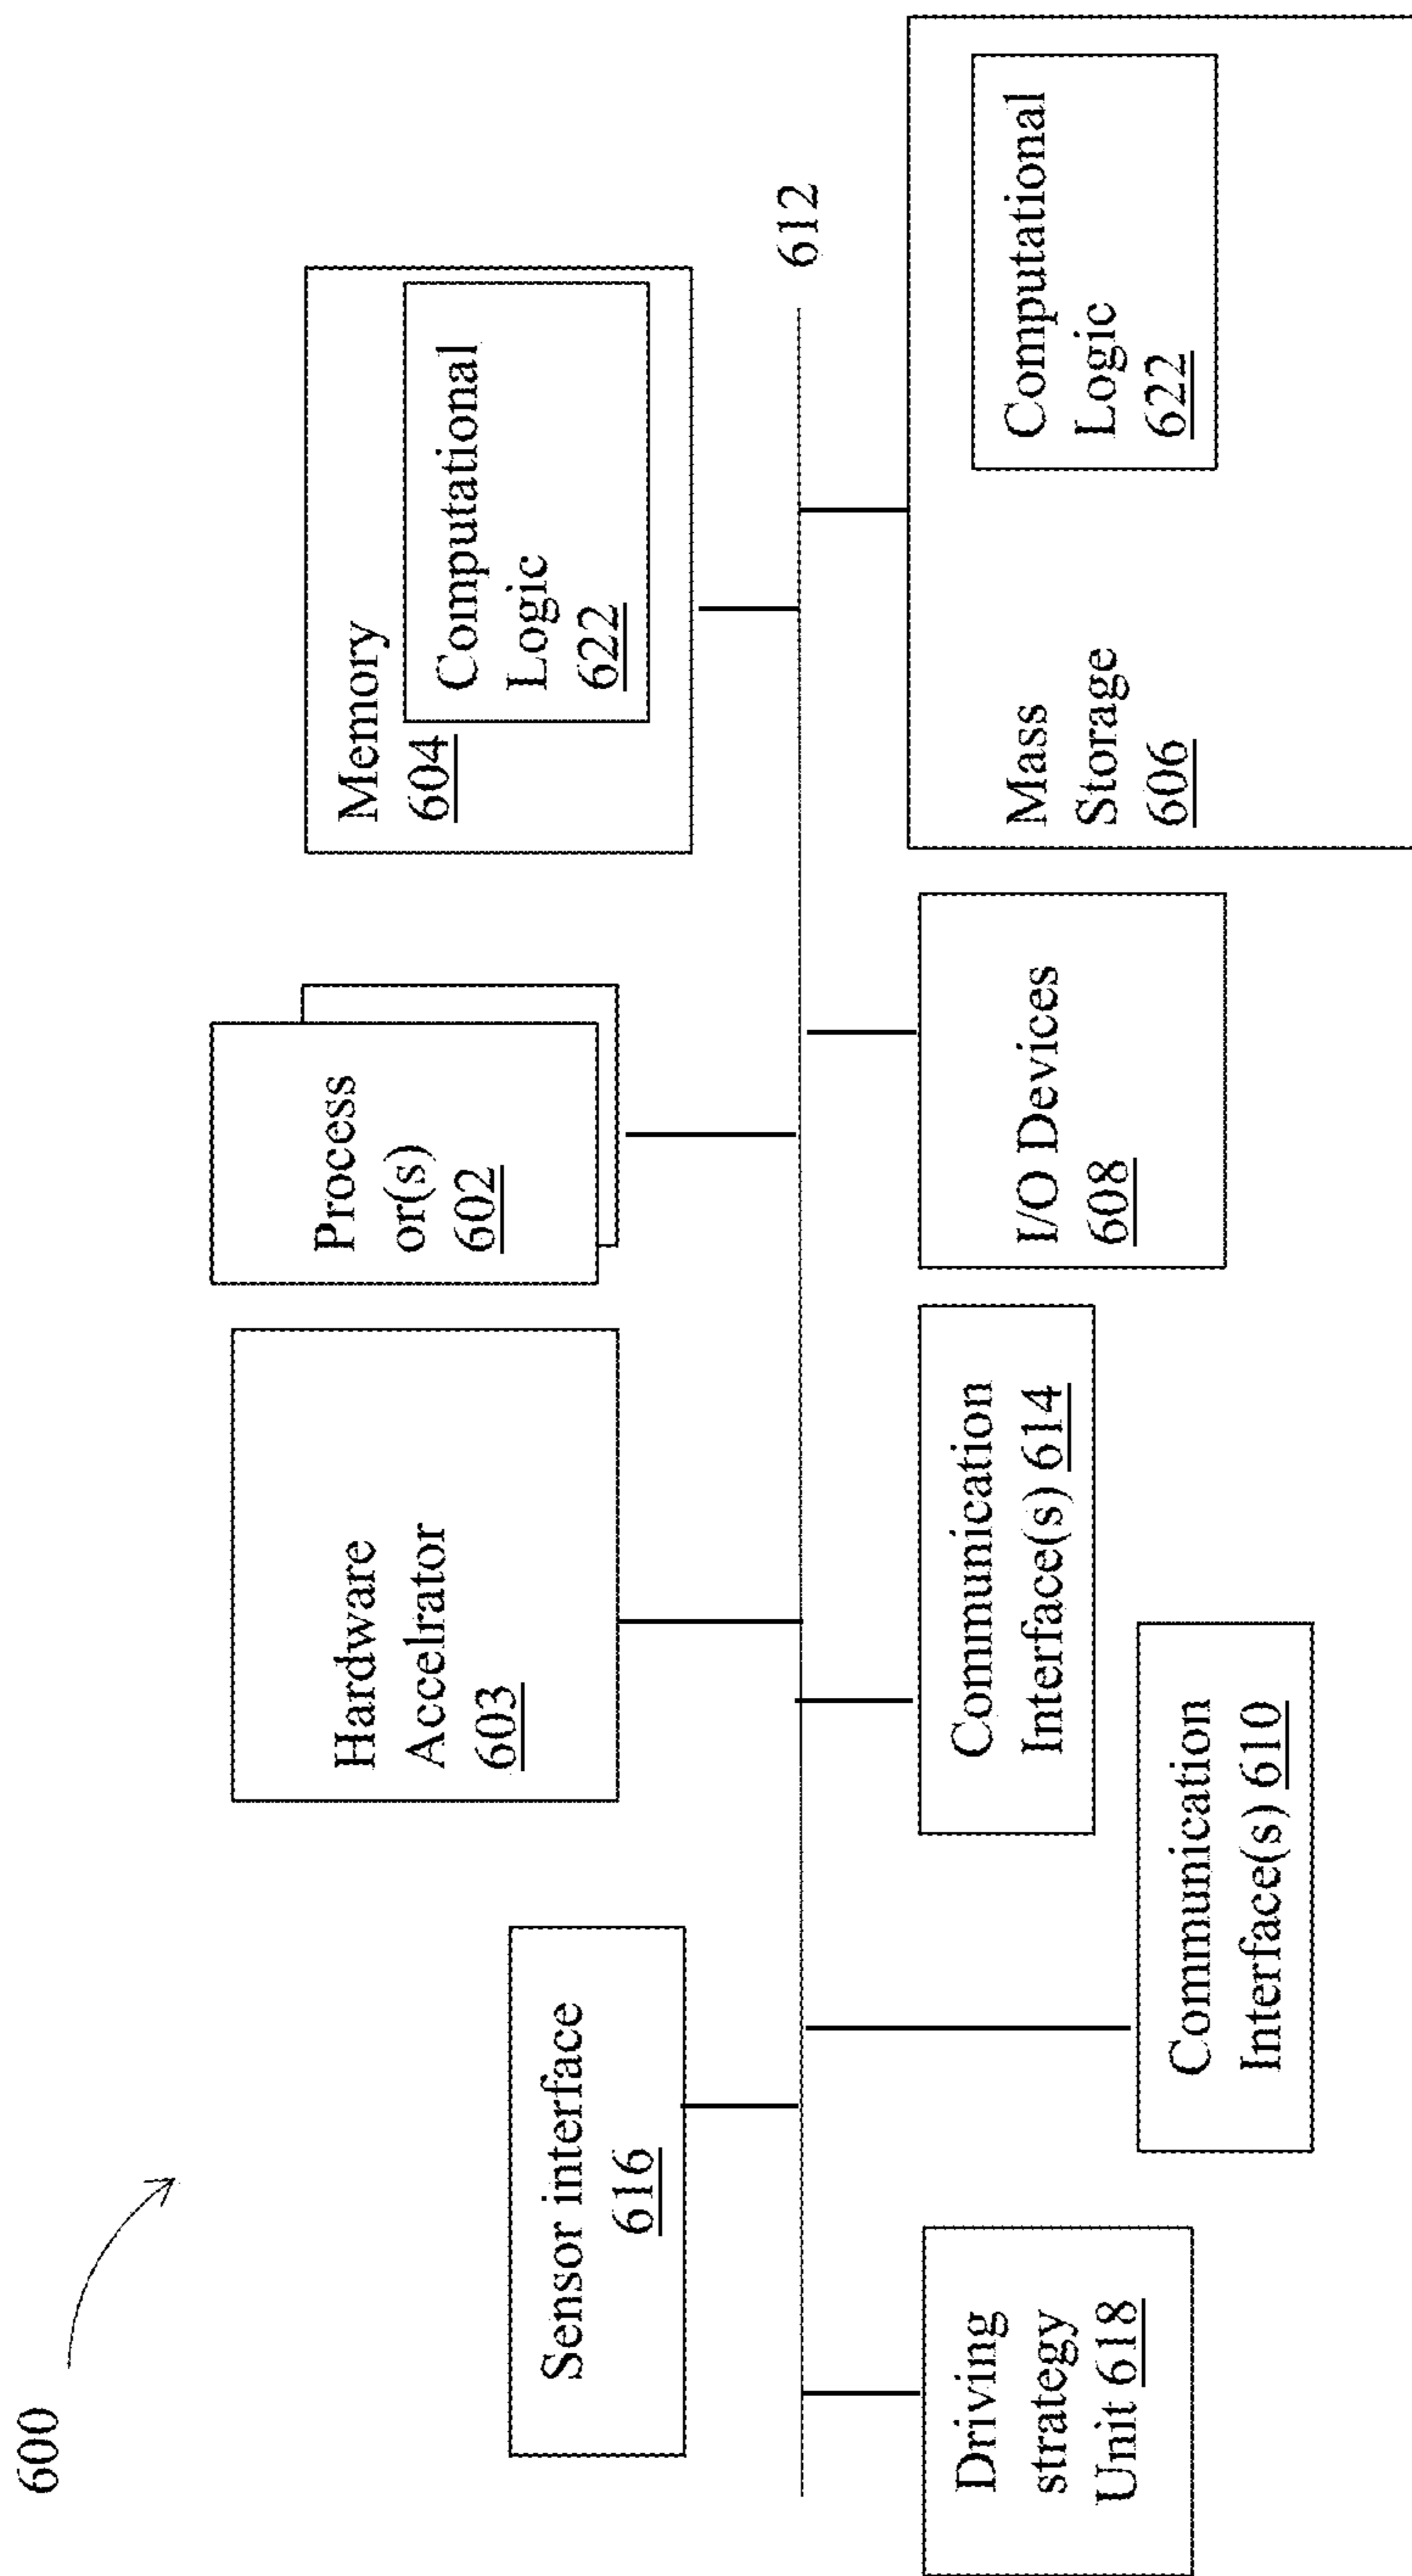 600
Sensor interface
616
Hardware
Accelrator
603
Process
or(s)
602
Memory
604
Computational
Logic
622
612
Driving
strategy
Unit 618
Communication
Interface(s) 610
Communication
Interface(s) 614
I/O Devices
608
Mass
Storage
606
Computational
Logic
622